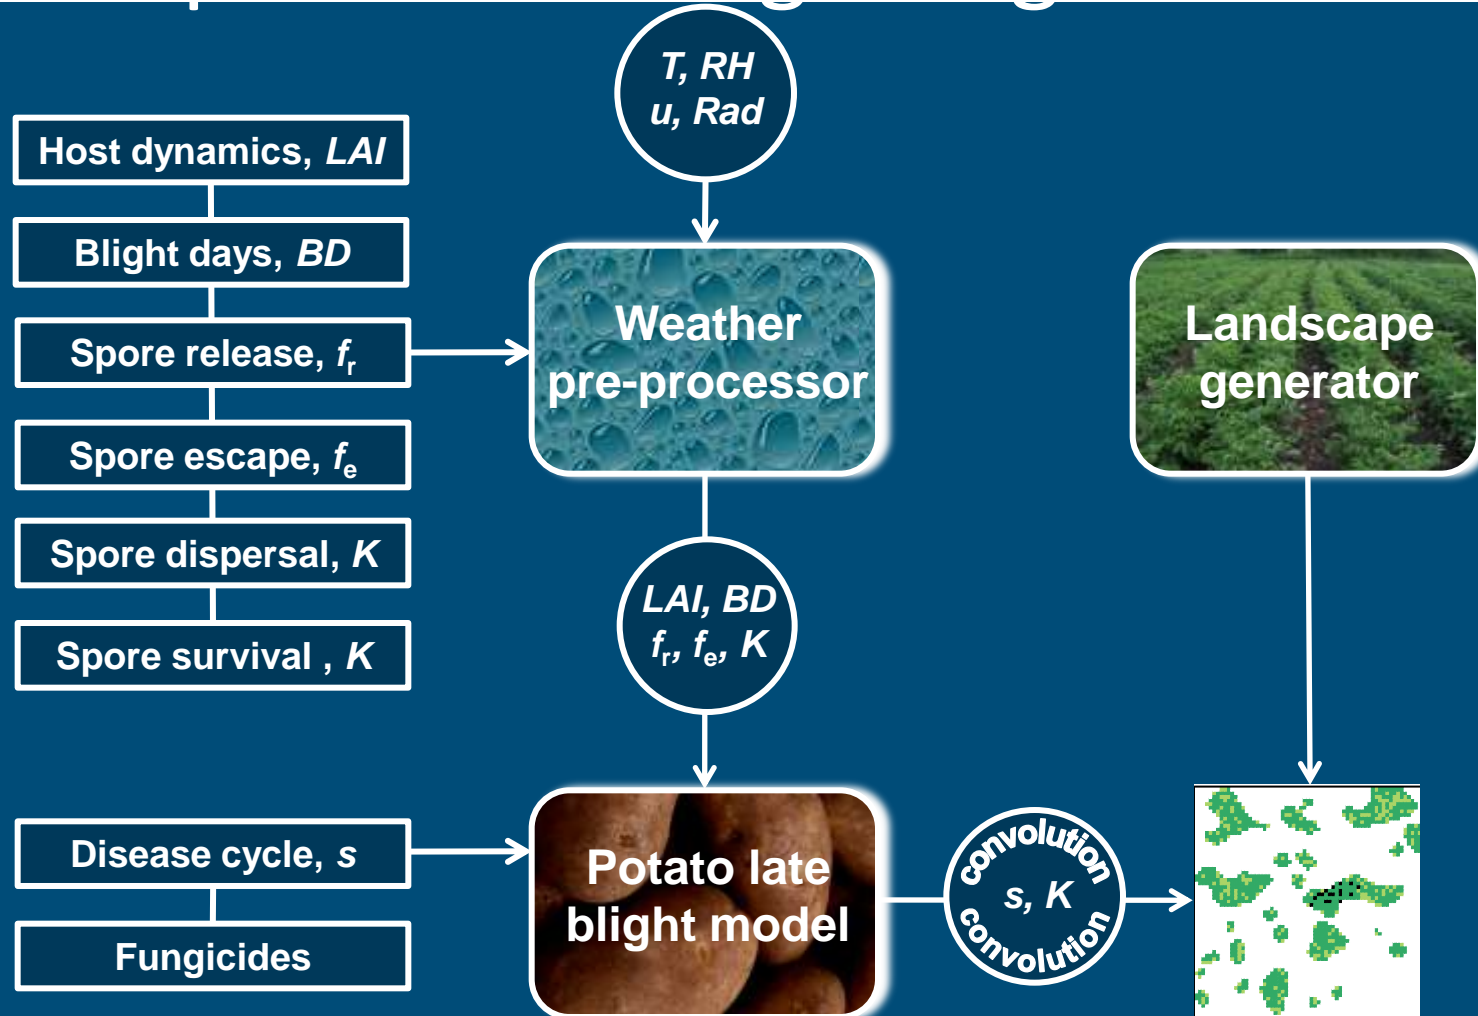 T, RH
u, Rad
Host dynamics, LAI
Blight days, BD
Spore release, fr
Spore escape, fe
Spore dispersal, K
Spore survival , K
Weather
pre-processor
Landscape
generator
LAI, BD
fr, fe, K
Disease cycle, s
Fungicides
Potato late
blight model
convolution
s, K
convolution